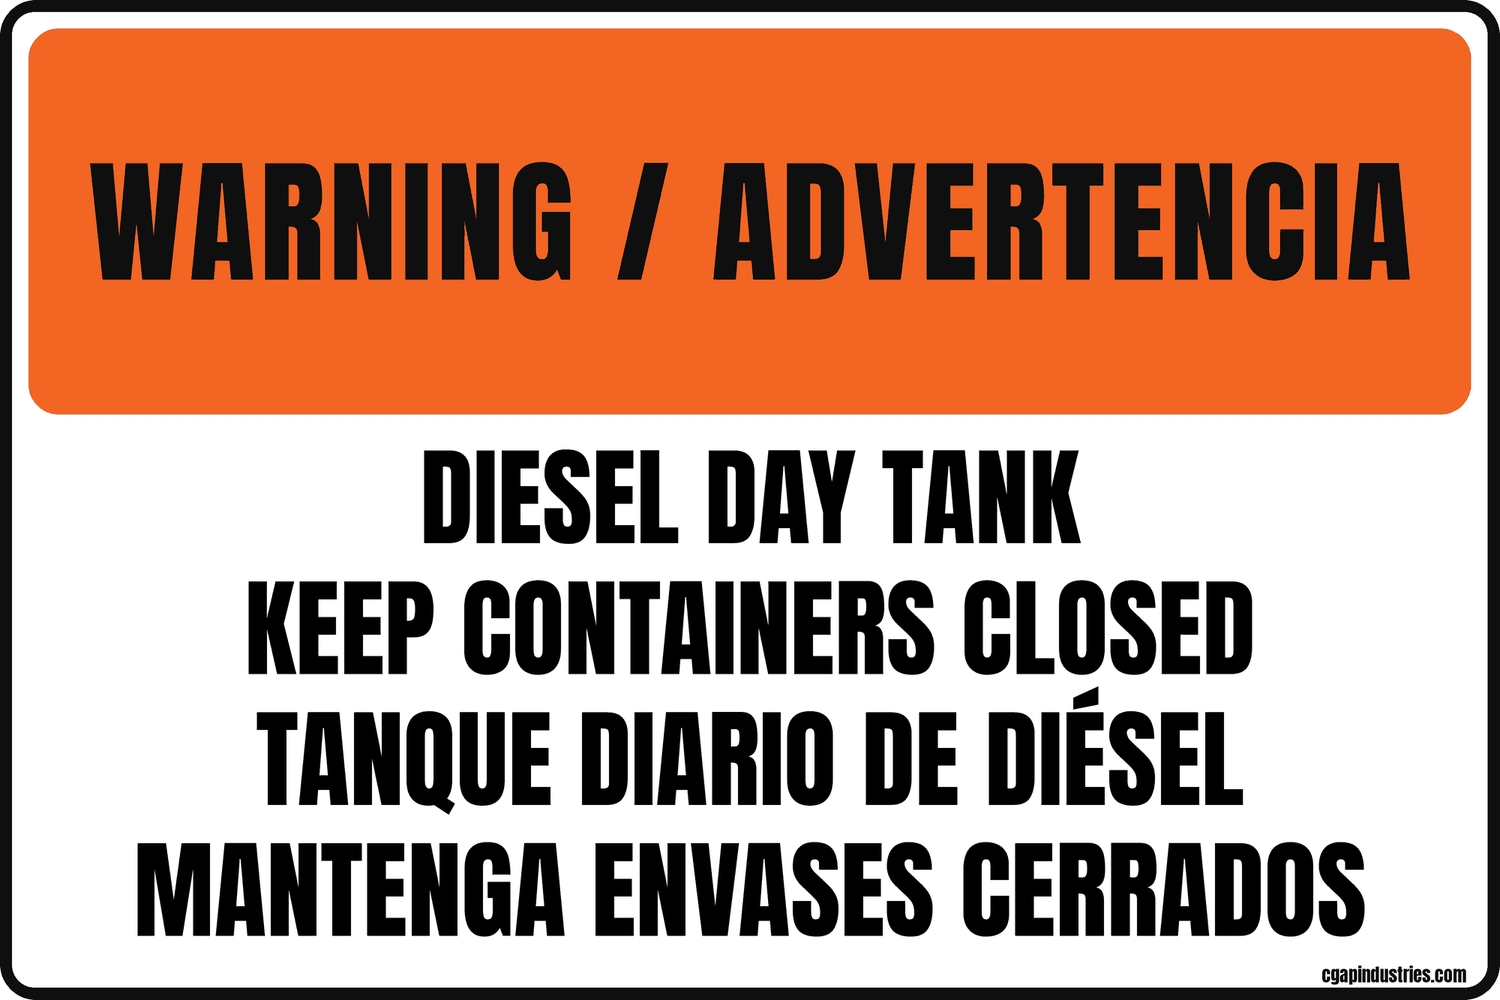 WARNING / ADVERTENCIA
DIESEL DAY TANK
KEEP CONTAINERS CLOSED
TANQUE DIARIO DE DIÉSEL
MANTENGA ENVASES CERRADOS
cgapindustries.com